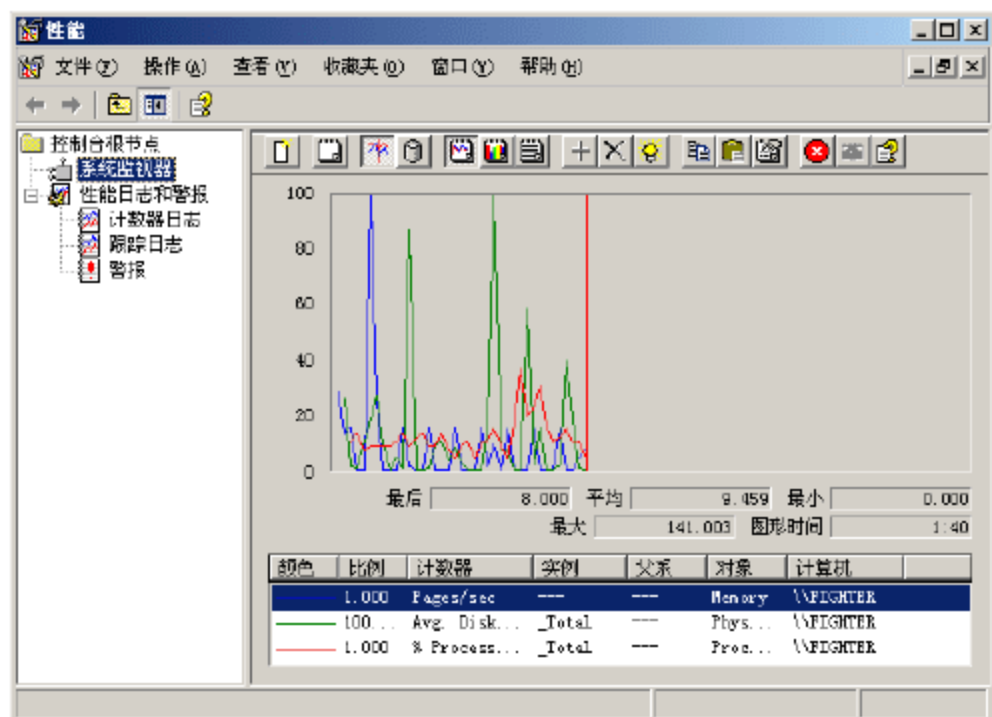 性能
文件(F) 操作(A) 查看(V) 收藏夹(O) 窗口(W) 帮助(H)
控制台根节点
系统监视器
性能日志和警报
计数器日志
跟踪日志
警报
100
80
60
40
20
0
最后 8.000 平均 9.459 最小 0.000
最大 141.003 图形时间 1:40
颜色 比例 计数器 实例 父系 对象 计算机
1.000 Pages/sec --- --- Memory \\FIGHTER
100... Avg. Disk... _Total --- Phys... \\FIGHTER
1.000 % Process... _Total --- Proc... \\FIGHTER